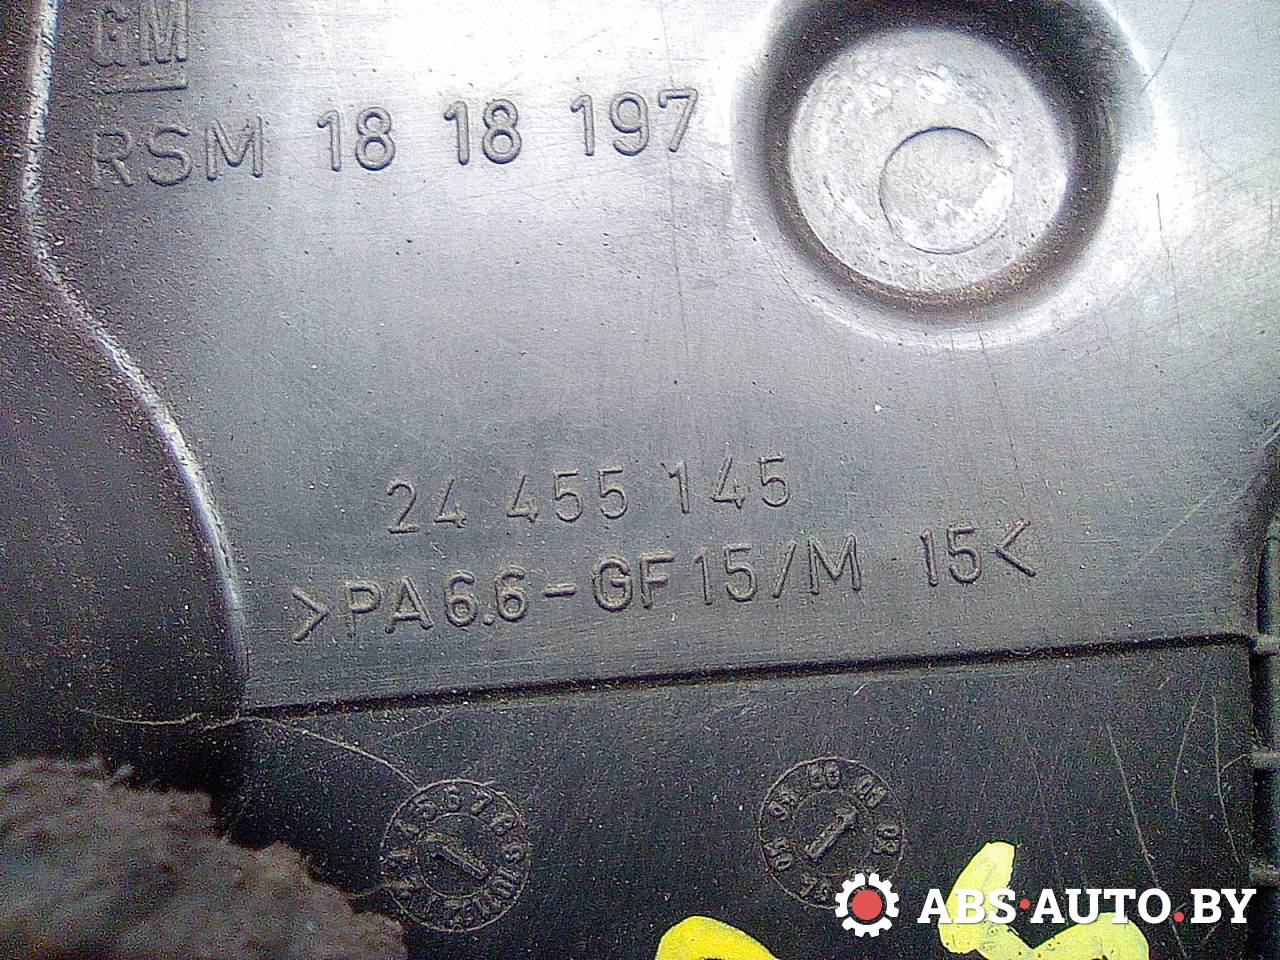 GM
RSM 18 18 197
24 455 145
>PA6.6-GF15/M 15<
ABS·AUTO.BY